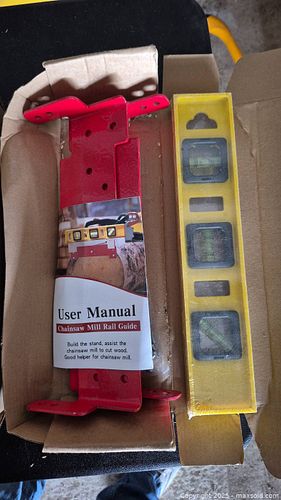 User Manual
Chainsaw Mill Rail Guide
Build the stand, assist the
chainsaw mill to cut wood.
Good helper for chainsaw mill.
Copyright 2025 - maxsold.com